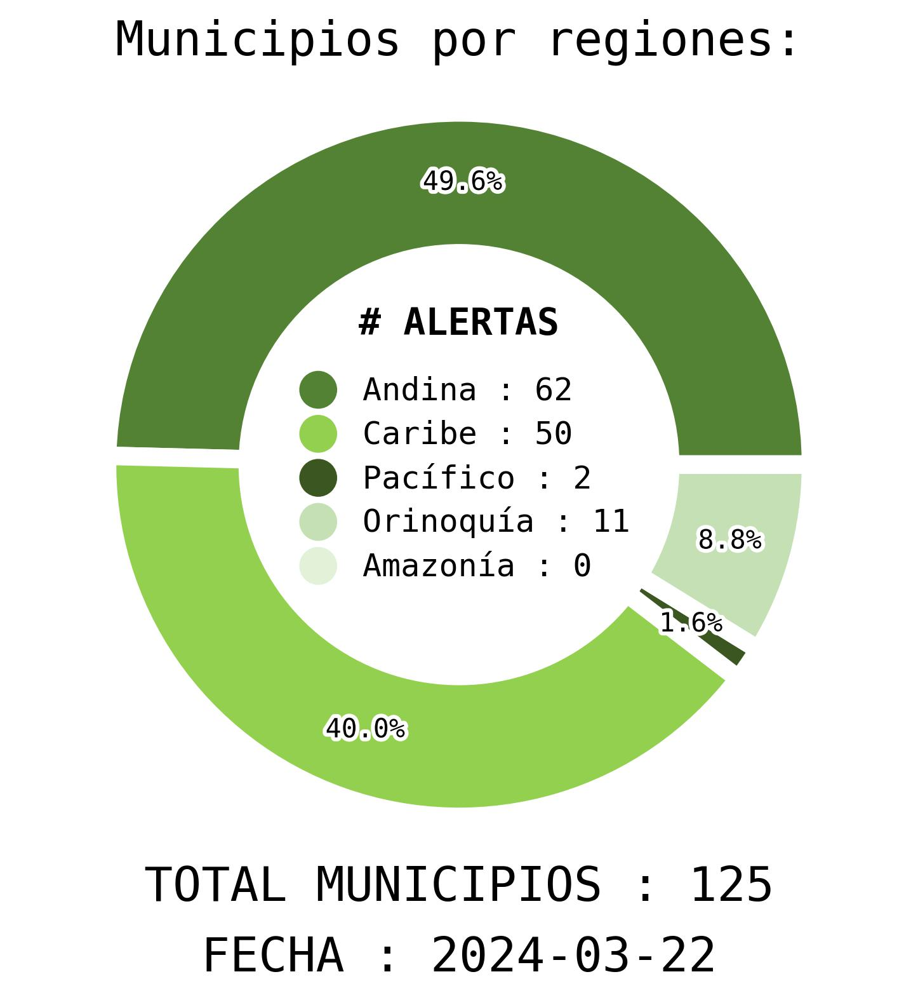 Municipios por regiones:
49.6%
# ALERTAS
Andina : 62
Caribe : 50
Pacífico : 2
Orinoquía : 11
Amazonía : 0
8.8%
1.6%
40.0%
TOTAL MUNICIPIOS : 125
FECHA : 2024-03-22